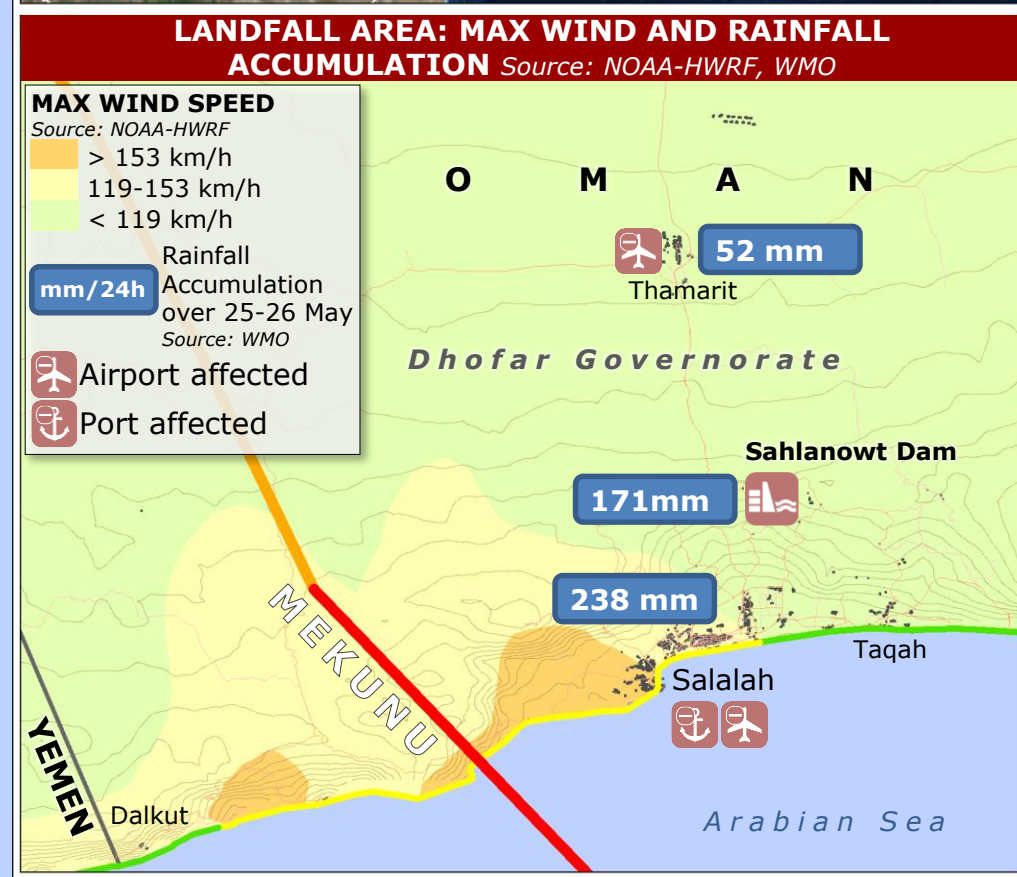 LANDFALL AREA: MAX WIND AND RAINFALL
ACCUMULATION Source: NOAA-HWRF, WMO
MAX WIND SPEED
Source: NOAA-HWRF
> 153 km/h
119-153 km/h
< 119 km/h
mm/24h
Rainfall
Accumulation
over 25-26 May
Source: WMO
Airport affected
Port affected
OMAN
52 mm
Thamarit
Dhofar Governorate
Sahlanowt Dam
171mm
238 mm
MEKUNU
Taqah
Salalah
YEMEN
Dalkut
Arabian Sea